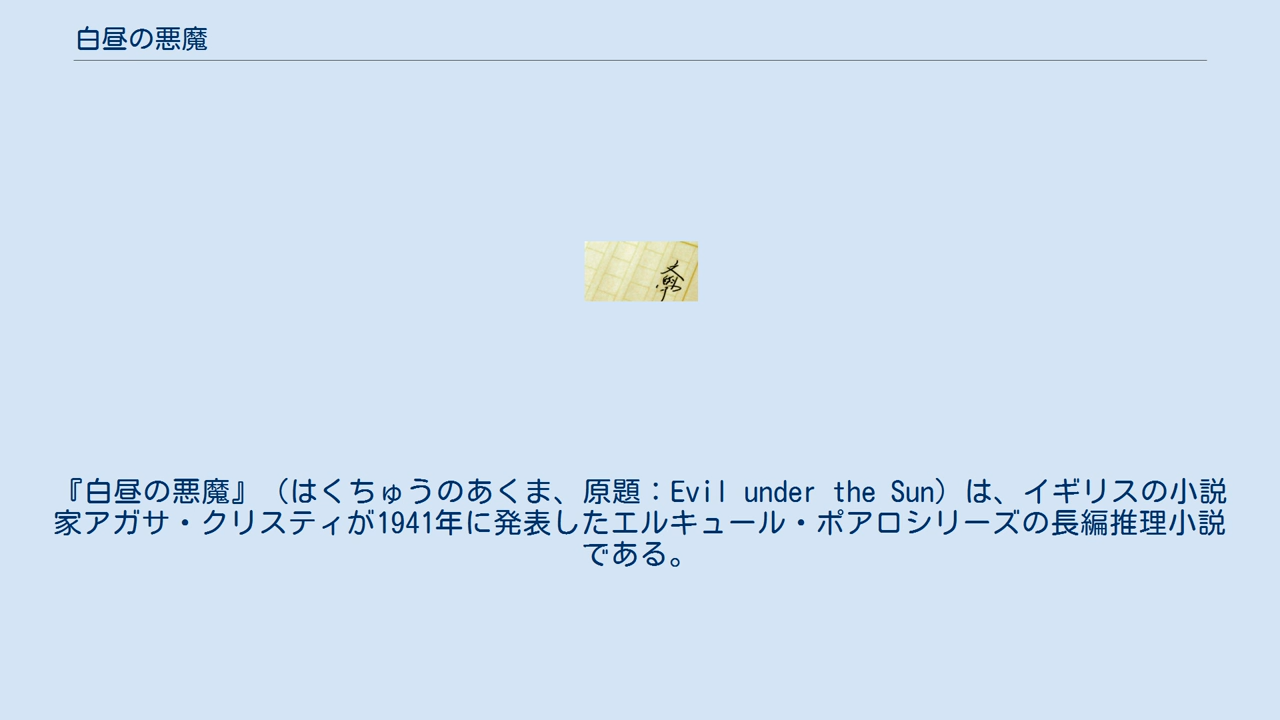 白昼の悪魔
『白昼の悪魔』（はくちゅうのあくま、原題：Evil under the Sun）は、イギリスの小説
家アガサ・クリスティが1941年に発表したエルキュール・ポアロシリーズの長編推理小説
である。